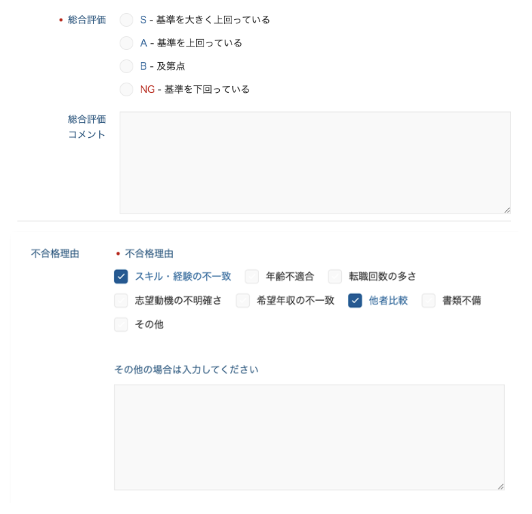 • 総合評価 S - 基準を大きく上回っている
A - 基準を上回っている
B - 及第点
NG - 基準を下回っている
総合評価
コメント
不合格理由 • 不合格理由
スキル・経験の不一致 年齢不適合 転職回数の多さ
志望動機の不明確さ 希望年収の不一致 他者比較 書類不備
その他
その他の場合は入力してください